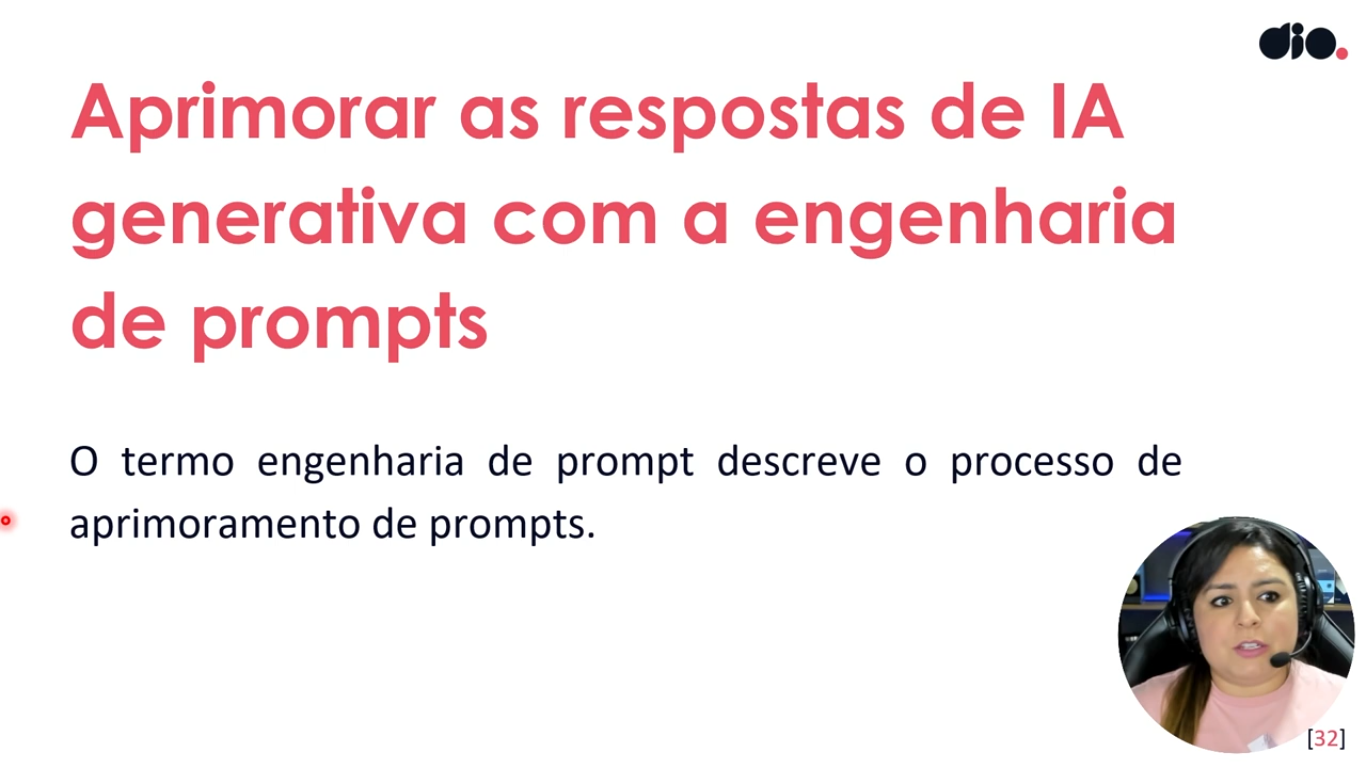 dio.
Aprimorar as respostas de IA
generativa com a engenharia
de prompts
O termo engenharia de prompt descreve o processo de
aprimoramento de prompts.
[32]